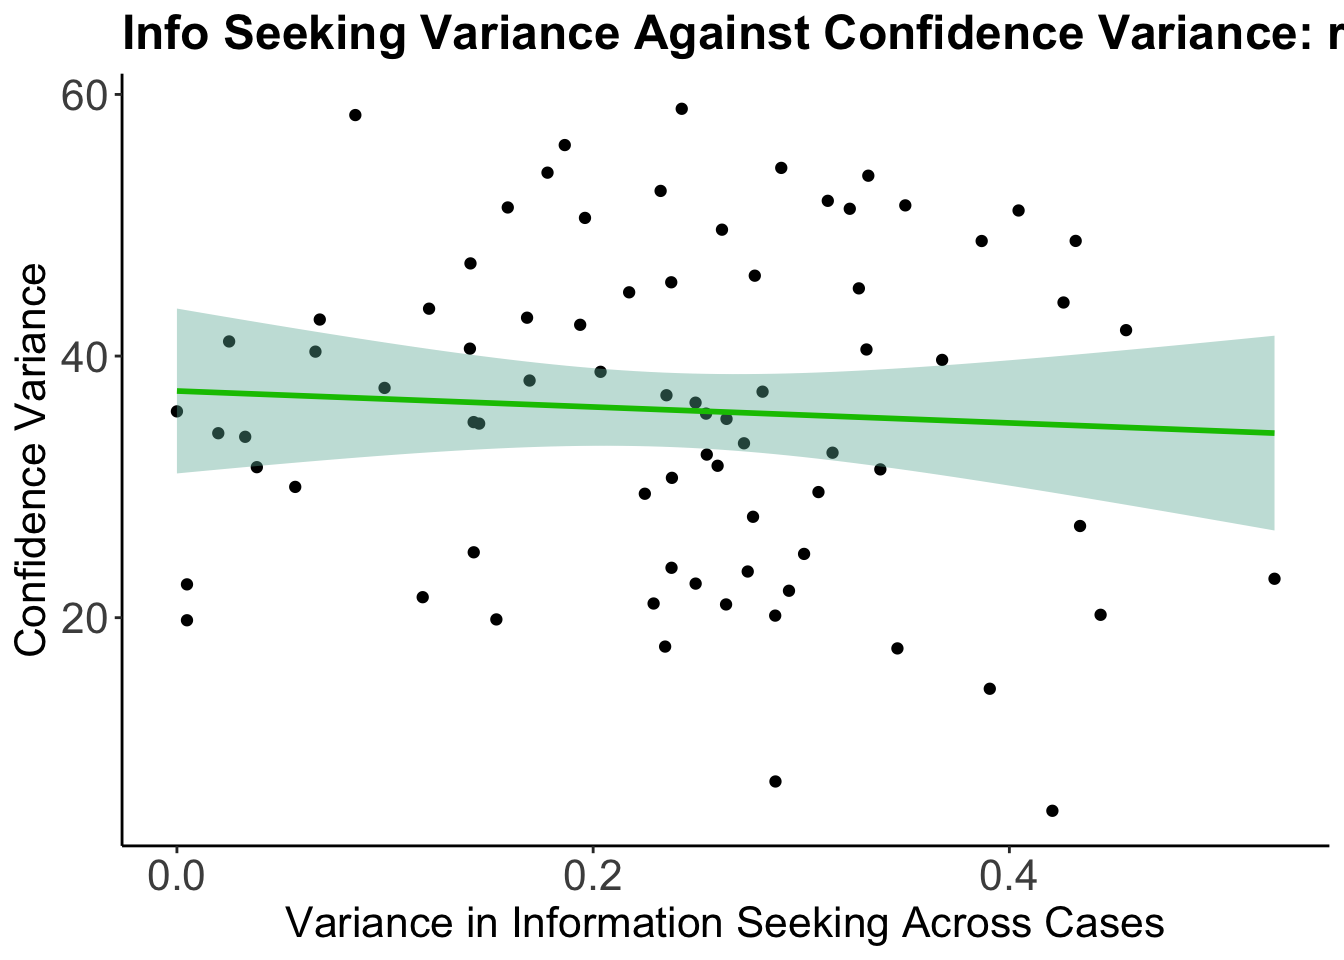 Info Seeking Variance Against Confidence Variance:
60
40
20
Confidence Variance
0.0 0.2 0.4
Variance in Information Seeking Across Cases